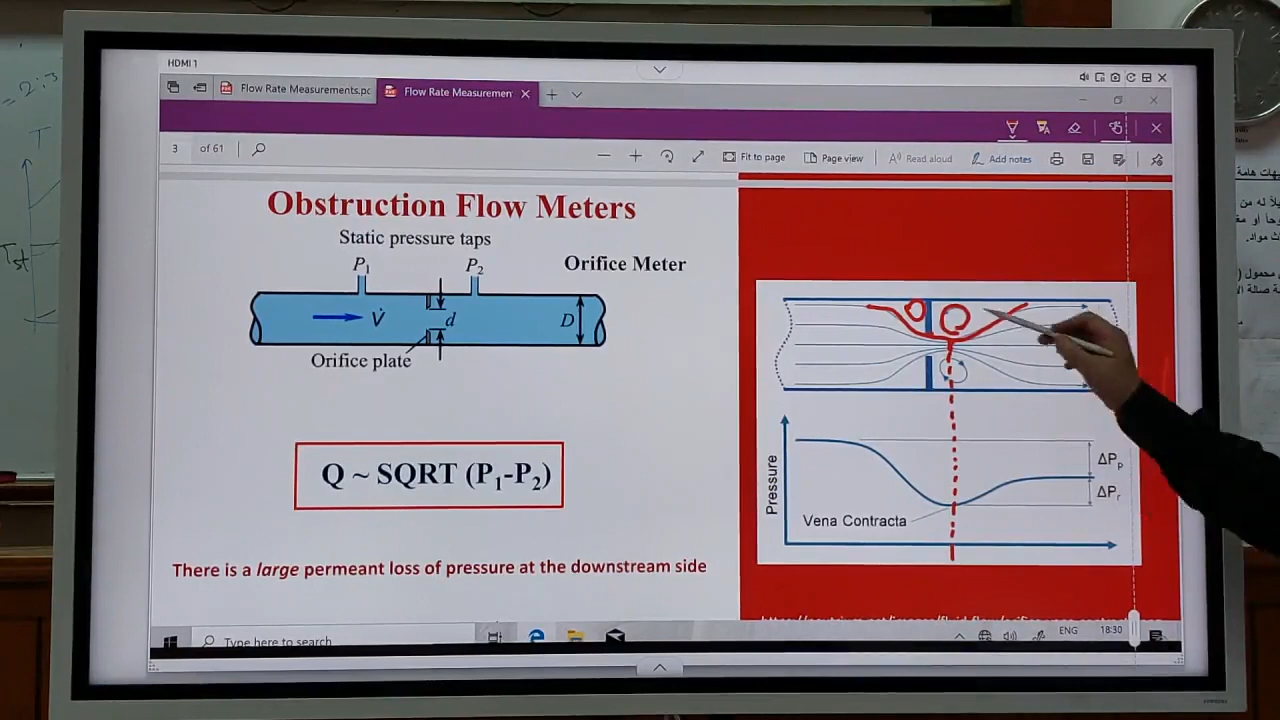 HDMI 1
Flow Rate Measurements.pc
Flow Rate Measuremen
3 of 61
Fit to page
Page view
Read aloud
Add notes
Obstruction Flow Meters
Static pressure taps
P1
P2
Orifice Meter
V̇
d
D
Orifice plate
Q ~ SQRT (P1-P2)
There is a large permeant loss of pressure at the downstream side
Pressure
ΔPp
ΔPr
Vena Contracta
Type here to search
ENG
18:30
T